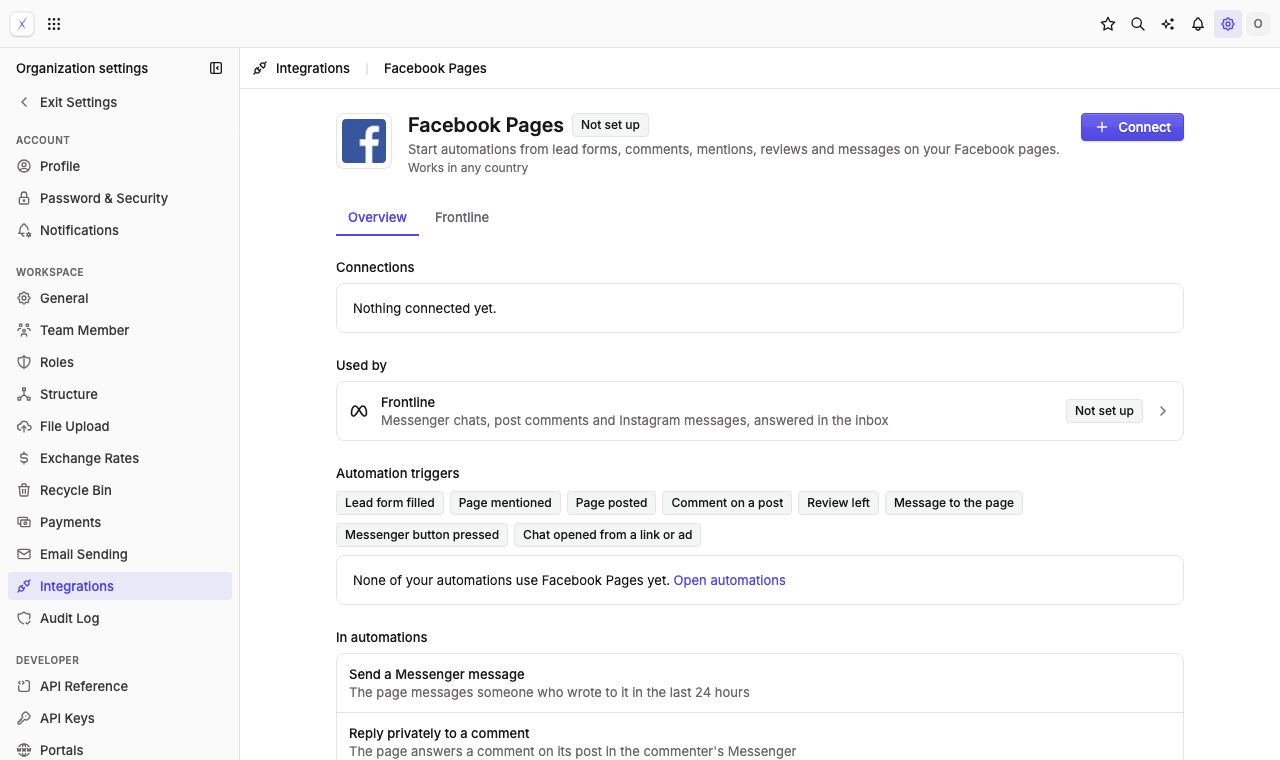 O
Organization settings
Exit Settings
ACCOUNT
Profile
Password & Security
Notifications
WORKSPACE
General
Team Member
Roles
Structure
File Upload
Exchange Rates
Recycle Bin
Payments
Email Sending
Integrations
Audit Log
DEVELOPER
API Reference
API Keys
Portals
Integrations | Facebook Pages
Facebook Pages Not set up
Connect
Start automations from lead forms, comments, mentions, reviews and messages on your Facebook pages.
Works in any country
Overview Frontline
Connections
Nothing connected yet.
Used by
Frontline
Messenger chats, post comments and Instagram messages, answered in the inbox
Not set up
Automation triggers
Lead form filled Page mentioned Page posted Comment on a post Review left Message to the page
Messenger button pressed Chat opened from a link or ad
None of your automations use Facebook Pages yet. Open automations
In automations
Send a Messenger message
The page messages someone who wrote to it in the last 24 hours
Reply privately to a comment
The page answers a comment on its post in the commenter's Messenger